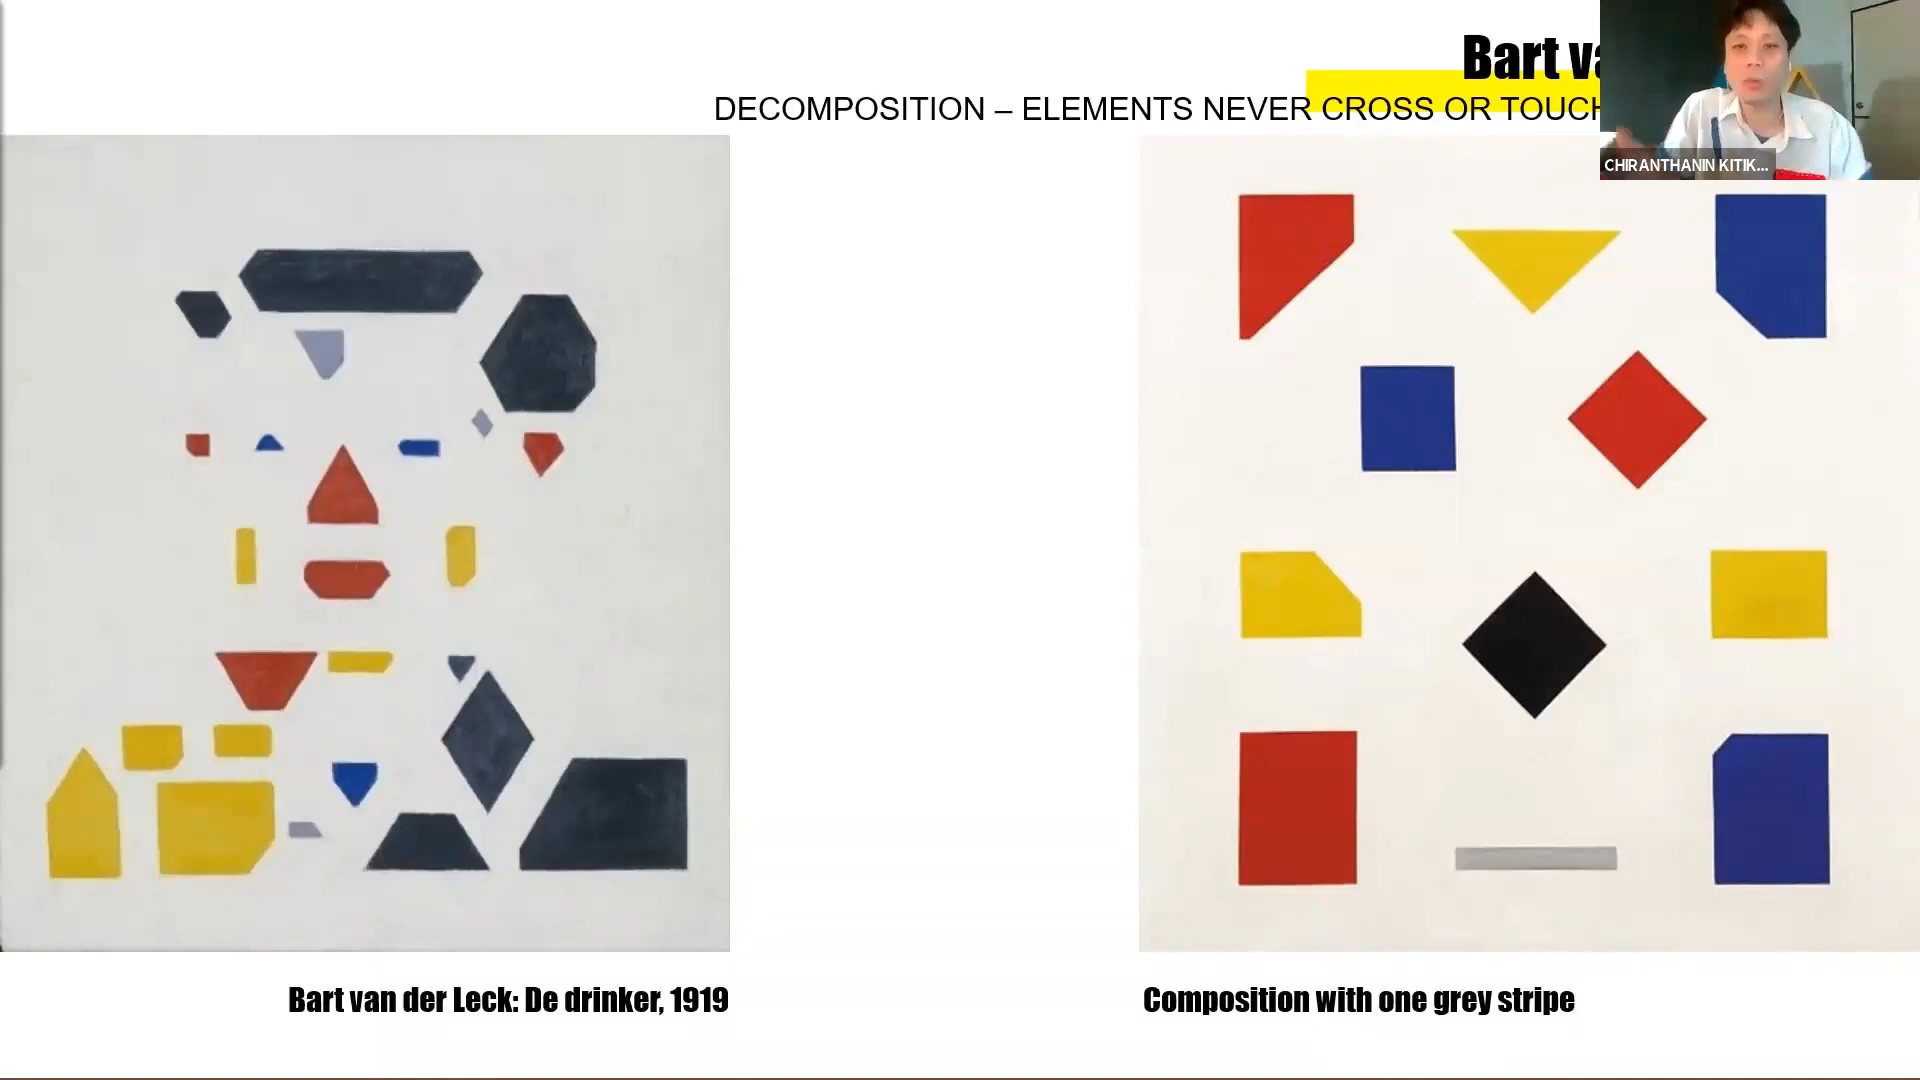 Bart va
DECOMPOSITION – ELEMENTS NEVER CROSS OR TOUCH
CHIRANTHANIN KITIK...
Bart van der Leck: De drinker, 1919
Composition with one grey stripe